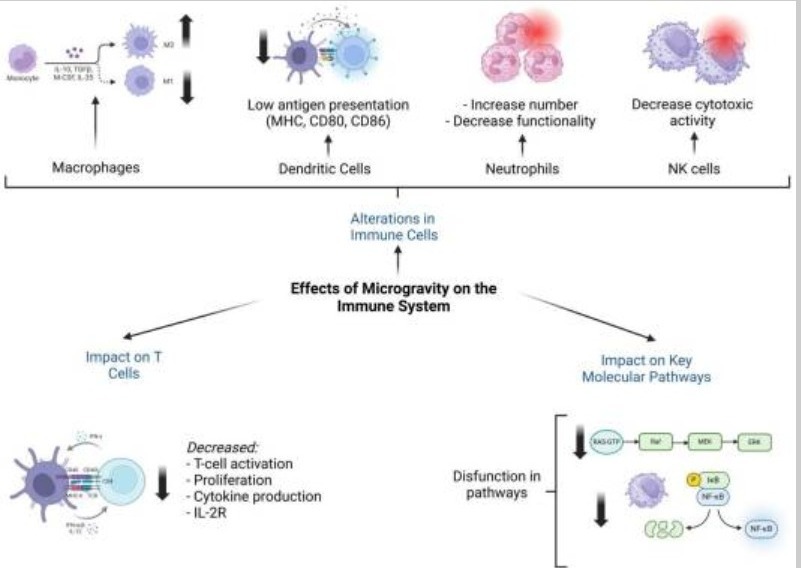 M2
Monocyte
IL-10, TGFβ,
M-CSF, IL-35
M1
Low antigen presentation
(MHC, CD80, CD86)
- Increase number
- Decrease functionality
Decrease cytotoxic
activity
Macrophages
Dendritic Cells
Neutrophils
NK cells
Alterations in
Immune Cells
Effects of Microgravity on the
Immune System
Impact on T
Cells
Impact on Key
Molecular Pathways
Decreased:
- T-cell activation
- Proliferation
- Cytokine production
- IL-2R
Disfunction in
pathways
RAS-GTP
Raf
MEK
ERK
P
IκB
NF-κB
NF-κB